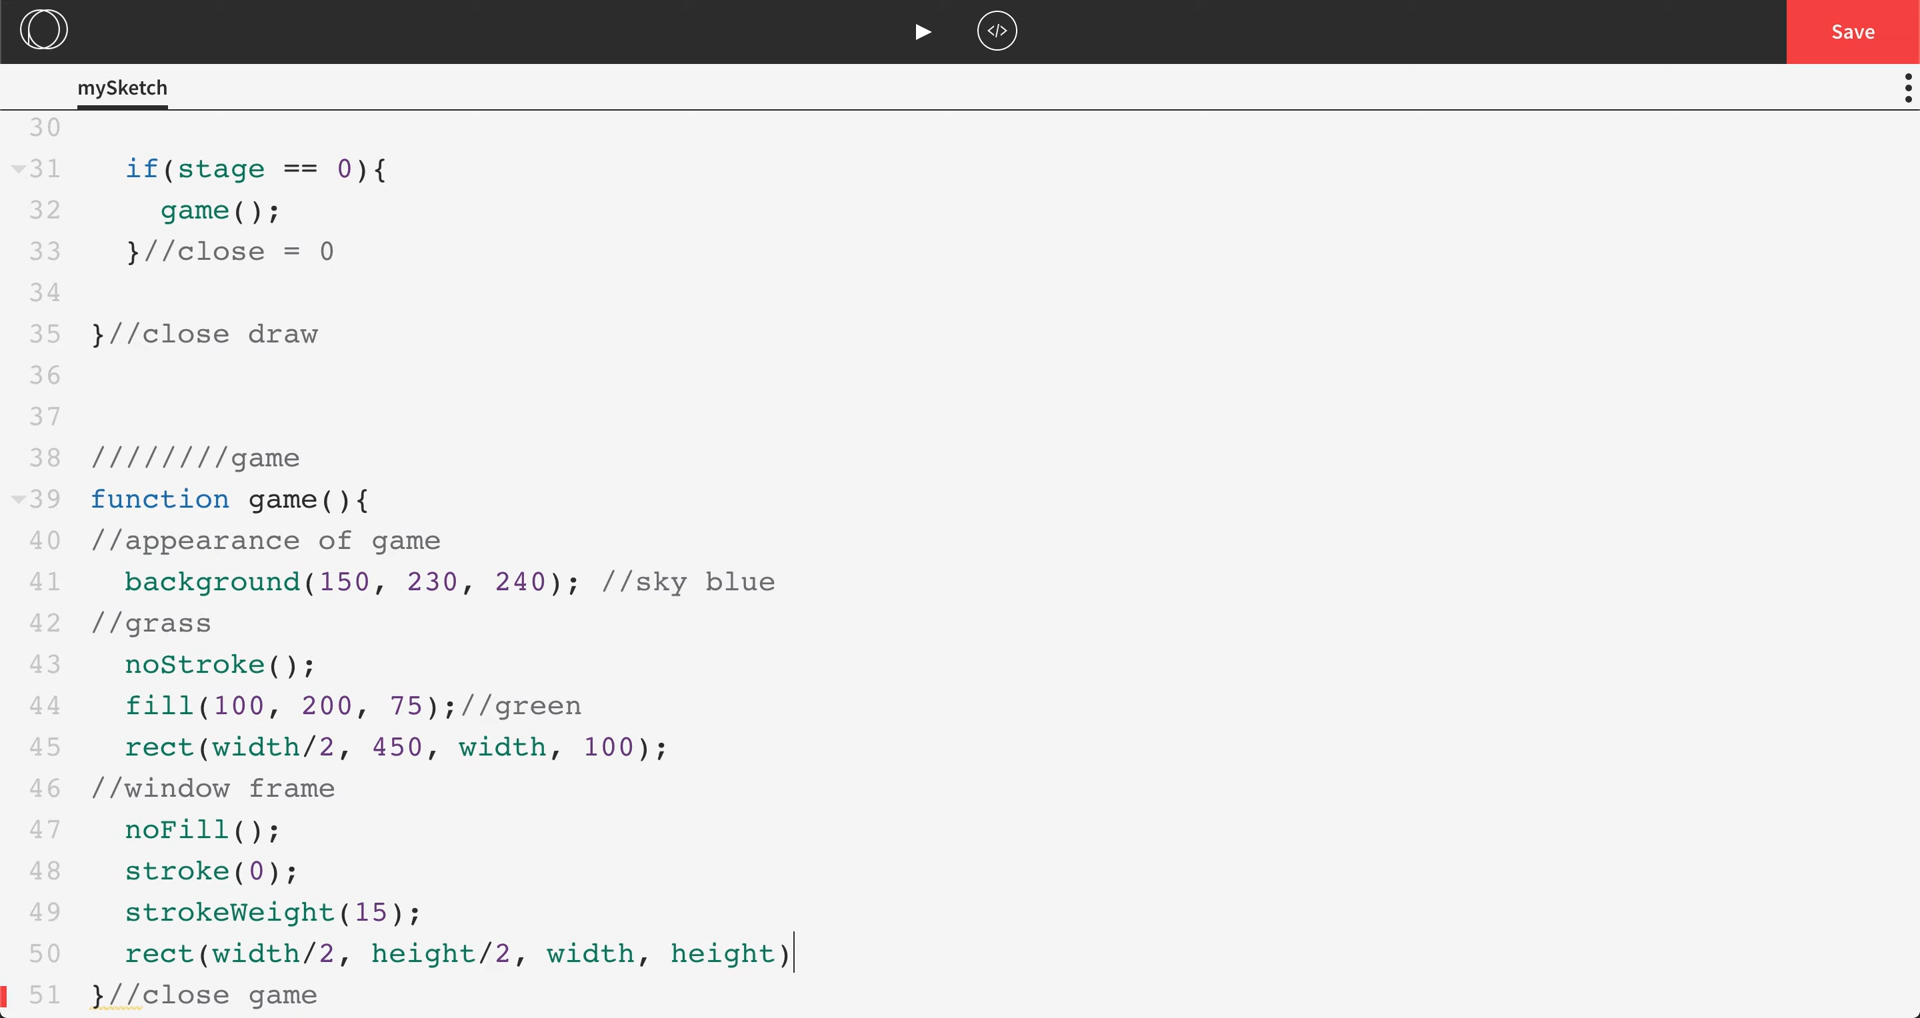 </>
Save
mySketch
30
31 if(stage == 0){
32 game();
33 }//close = 0
34
35 }//close draw
36
37
38 ////////game
39 function game(){
40 //appearance of game
41 background(150, 230, 240); //sky blue
42 //grass
43 noStroke();
44 fill(100, 200, 75);//green
45 rect(width/2, 450, width, 100);
46 //window frame
47 noFill();
48 stroke(0);
49 strokeWeight(15);
50 rect(width/2, height/2, width, height)
51 }//close game